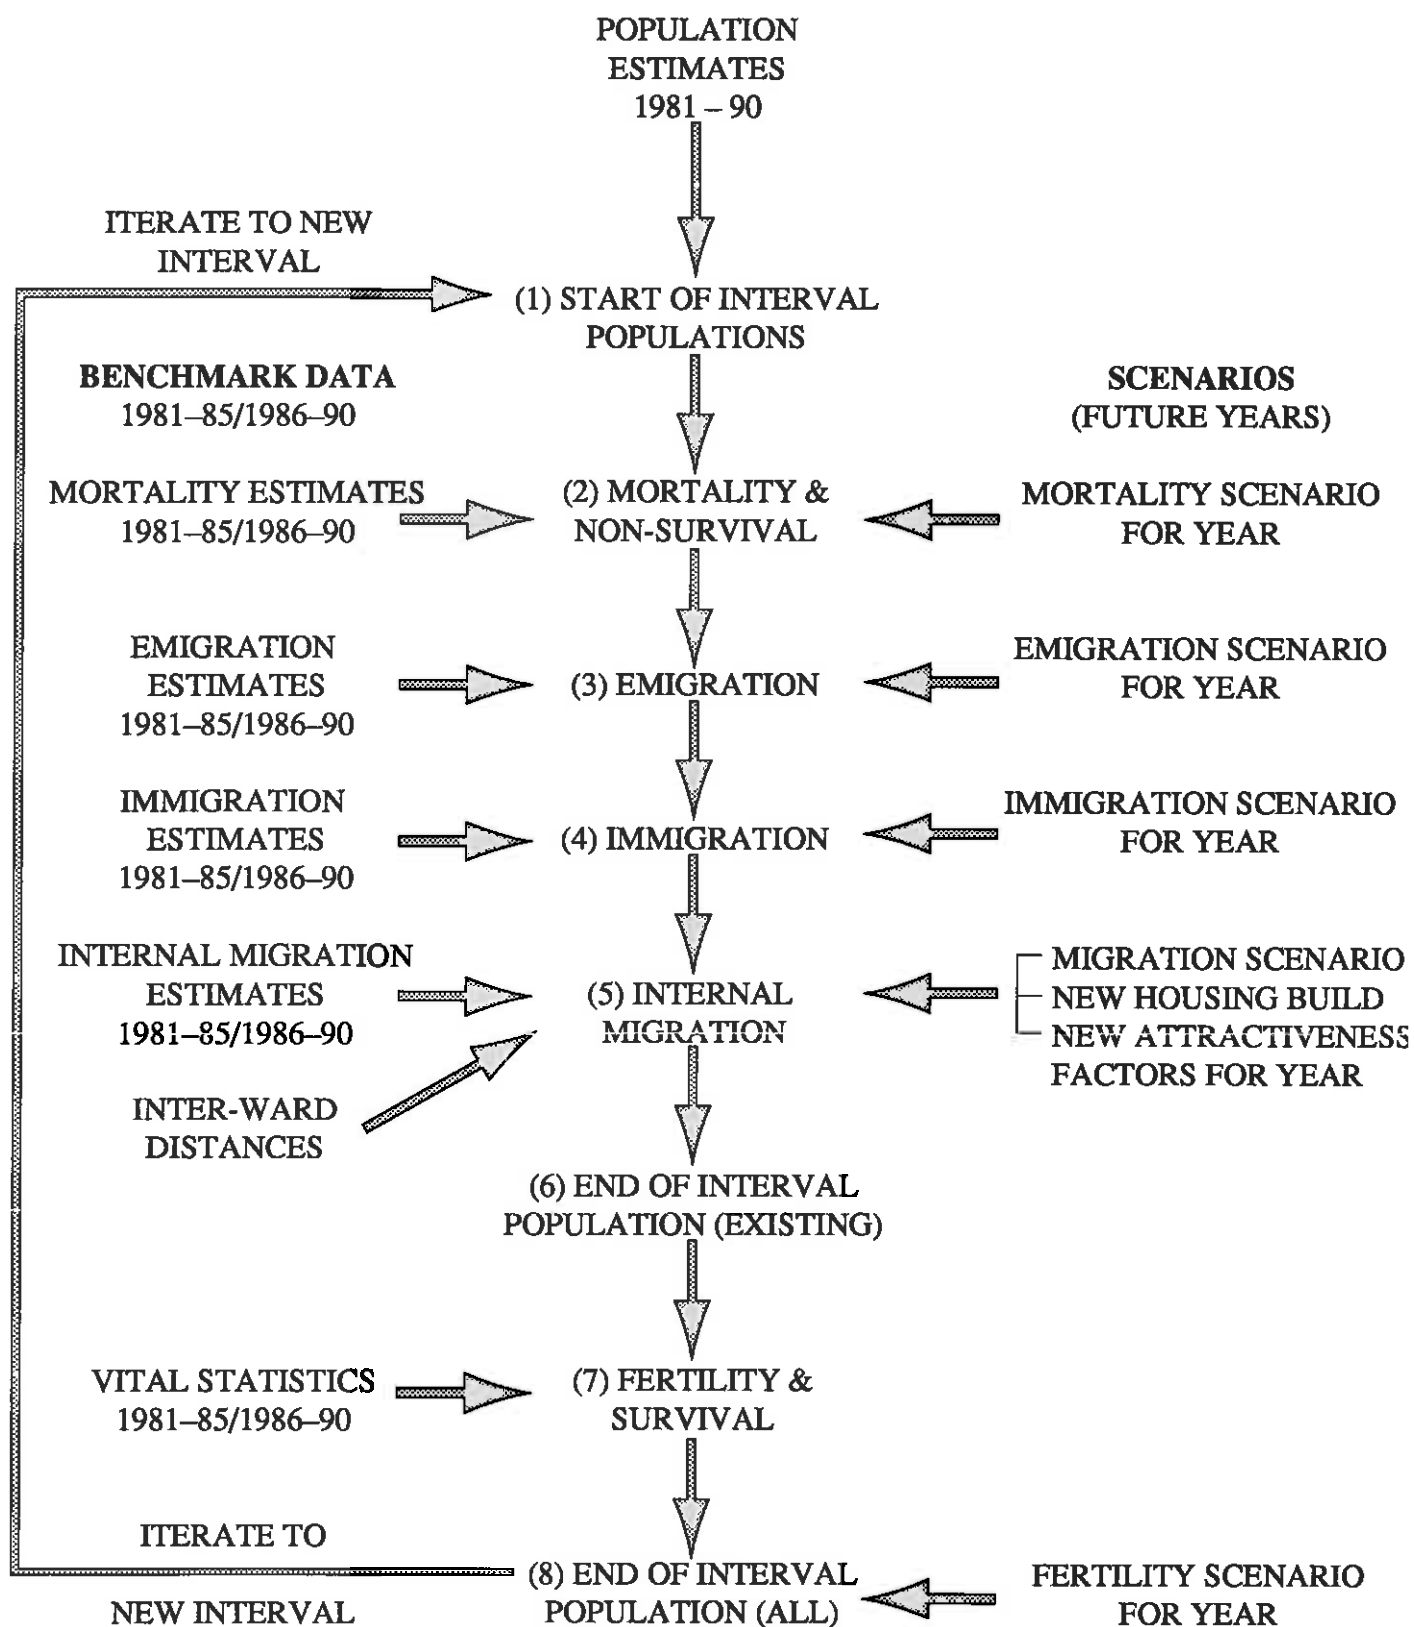 POPULATION
ESTIMATES
1981 – 90
ITERATE TO NEW
INTERVAL
(1) START OF INTERVAL
POPULATIONS
BENCHMARK DATA
1981–85/1986–90
SCENARIOS
(FUTURE YEARS)
MORTALITY ESTIMATES
1981–85/1986–90
(2) MORTALITY &
NON-SURVIVAL
MORTALITY SCENARIO
FOR YEAR
EMIGRATION
ESTIMATES
1981–85/1986–90
(3) EMIGRATION
EMIGRATION SCENARIO
FOR YEAR
IMMIGRATION
ESTIMATES
1981–85/1986–90
(4) IMMIGRATION
IMMIGRATION SCENARIO
FOR YEAR
INTERNAL MIGRATION
ESTIMATES
1981–85/1986–90
(5) INTERNAL
MIGRATION
MIGRATION SCENARIO
NEW HOUSING BUILD
NEW ATTRACTIVENESS
FACTORS FOR YEAR
INTER-WARD
DISTANCES
(6) END OF INTERVAL
POPULATION (EXISTING)
VITAL STATISTICS
1981–85/1986–90
(7) FERTILITY &
SURVIVAL
ITERATE TO
NEW INTERVAL
(8) END OF INTERVAL
POPULATION (ALL)
FERTILITY SCENARIO
FOR YEAR